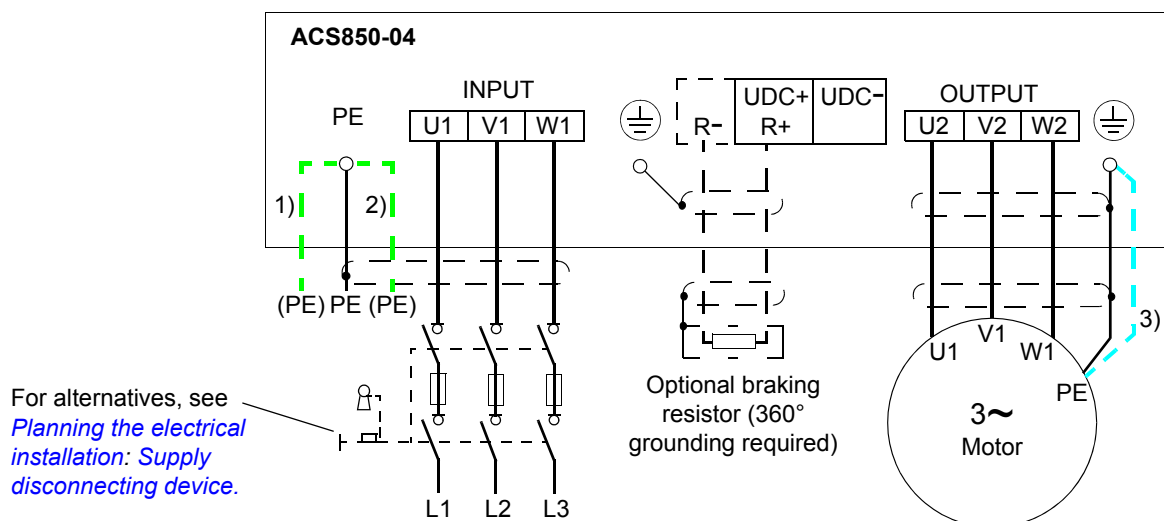 ACS850-04
INPUT
UDC+ UDC-
OUTPUT
PE
U1 V1 W1
R- R+
U2 V2 W2
1)
2)
(PE) PE (PE)
3)
U1 V1 W1
PE
For alternatives, see
Planning the electrical
installation: Supply
disconnecting device.
Optional braking
resistor (360°
grounding required)
3~
Motor
L1 L2 L3